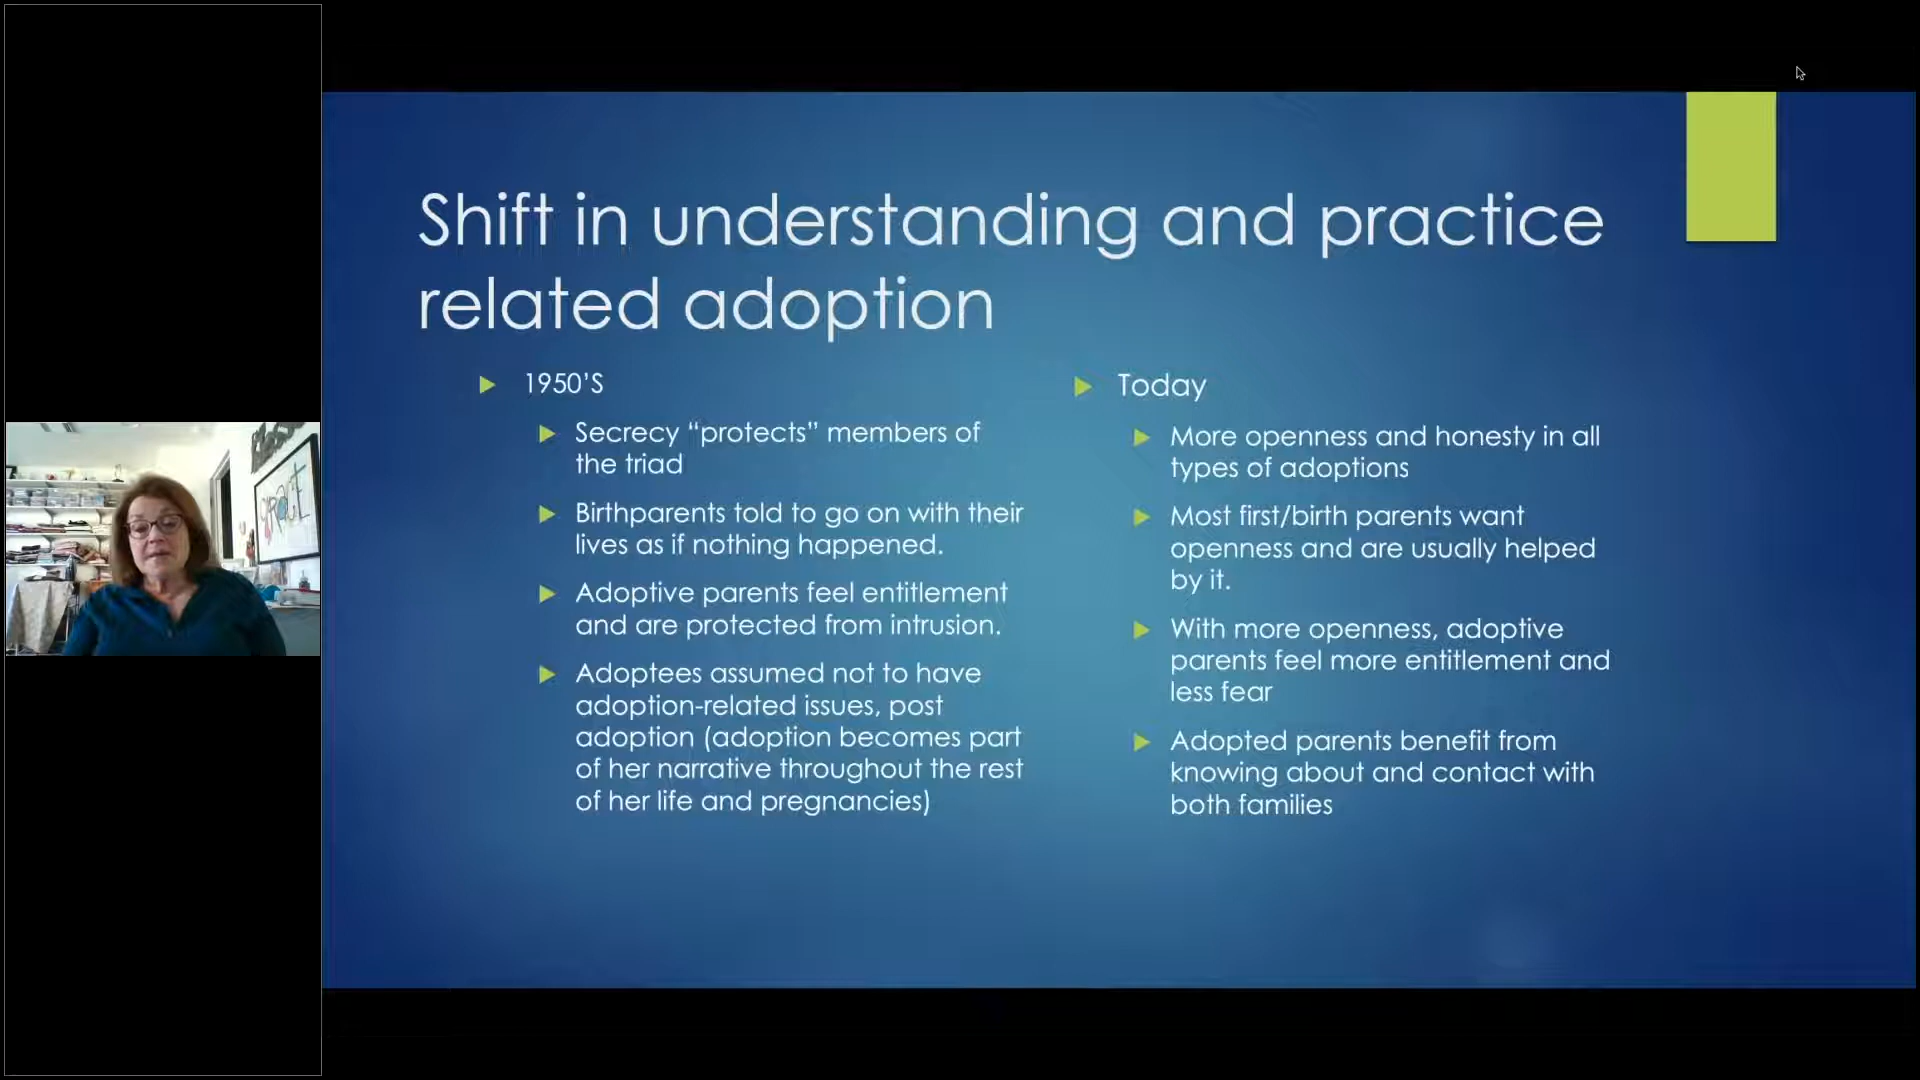 Shift in understanding and practice
related adoption
1950'S
Secrecy “protects” members of
the triad
Birthparents told to go on with their
lives as if nothing happened.
Adoptive parents feel entitlement
and are protected from intrusion.
Adoptees assumed not to have
adoption-related issues, post
adoption (adoption becomes part
of her narrative throughout the rest
of her life and pregnancies)
Today
More openness and honesty in all
types of adoptions
Most first/birth parents want
openness and are usually helped
by it.
With more openness, adoptive
parents feel more entitlement and
less fear
Adopted parents benefit from
knowing about and contact with
both families